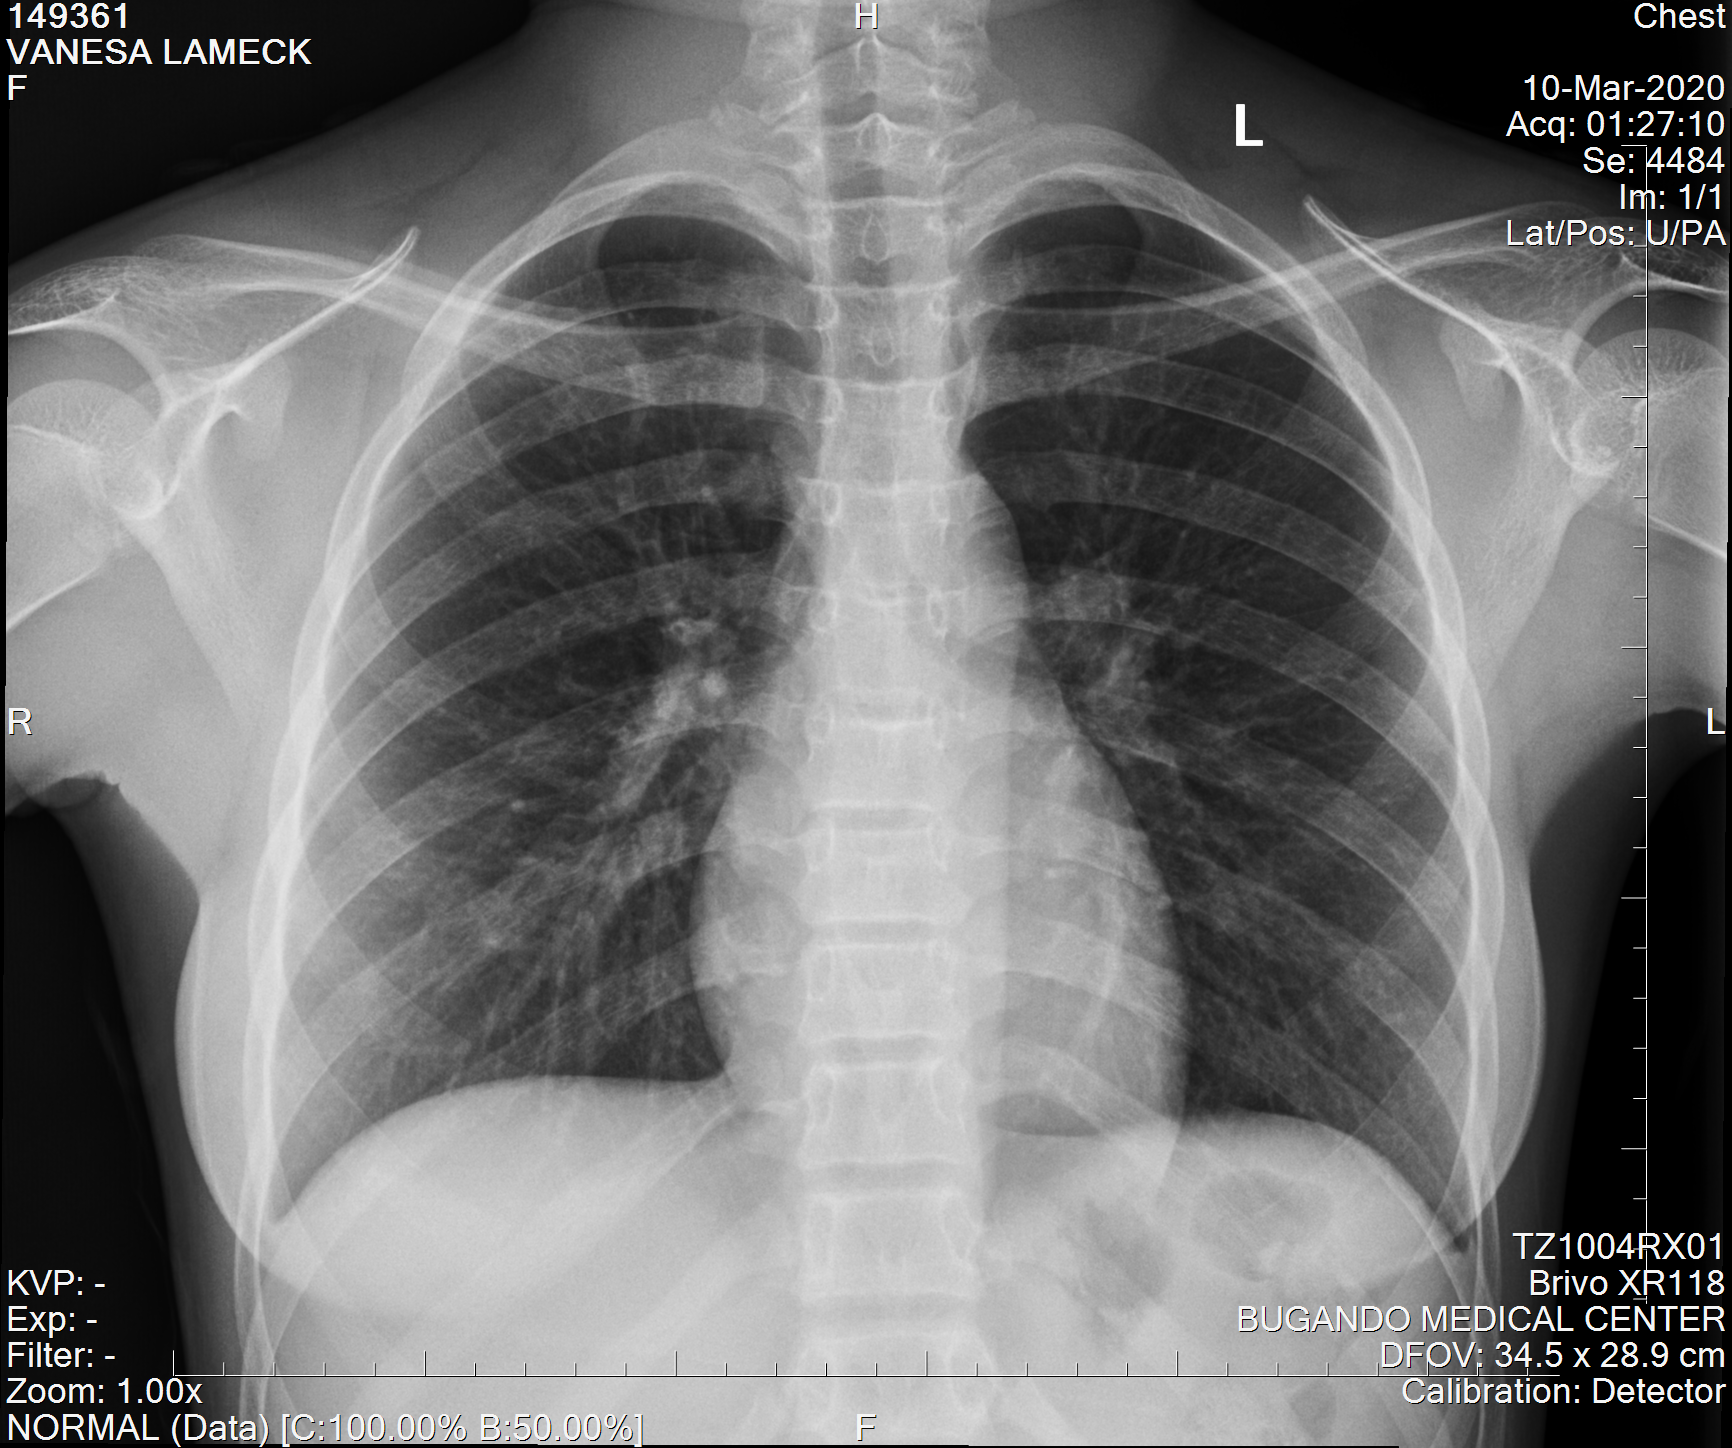 149361
VANESA LAMECK
F
H
Chest
10-Mar-2020
Acq: 01:27:10
Se: 4484
Im: 1/1
Lat/Pos: U/PA
L
R
L
TZ1004RX01
Brivo XR118
BUGANDO MEDICAL CENTER
DFOV: 34.5 x 28.9 cm
Calibration: Detector
KVP: -
Exp: -
Filter: -
Zoom: 1.00x
NORMAL (Data) [C:100.00% B:50.00%]
F